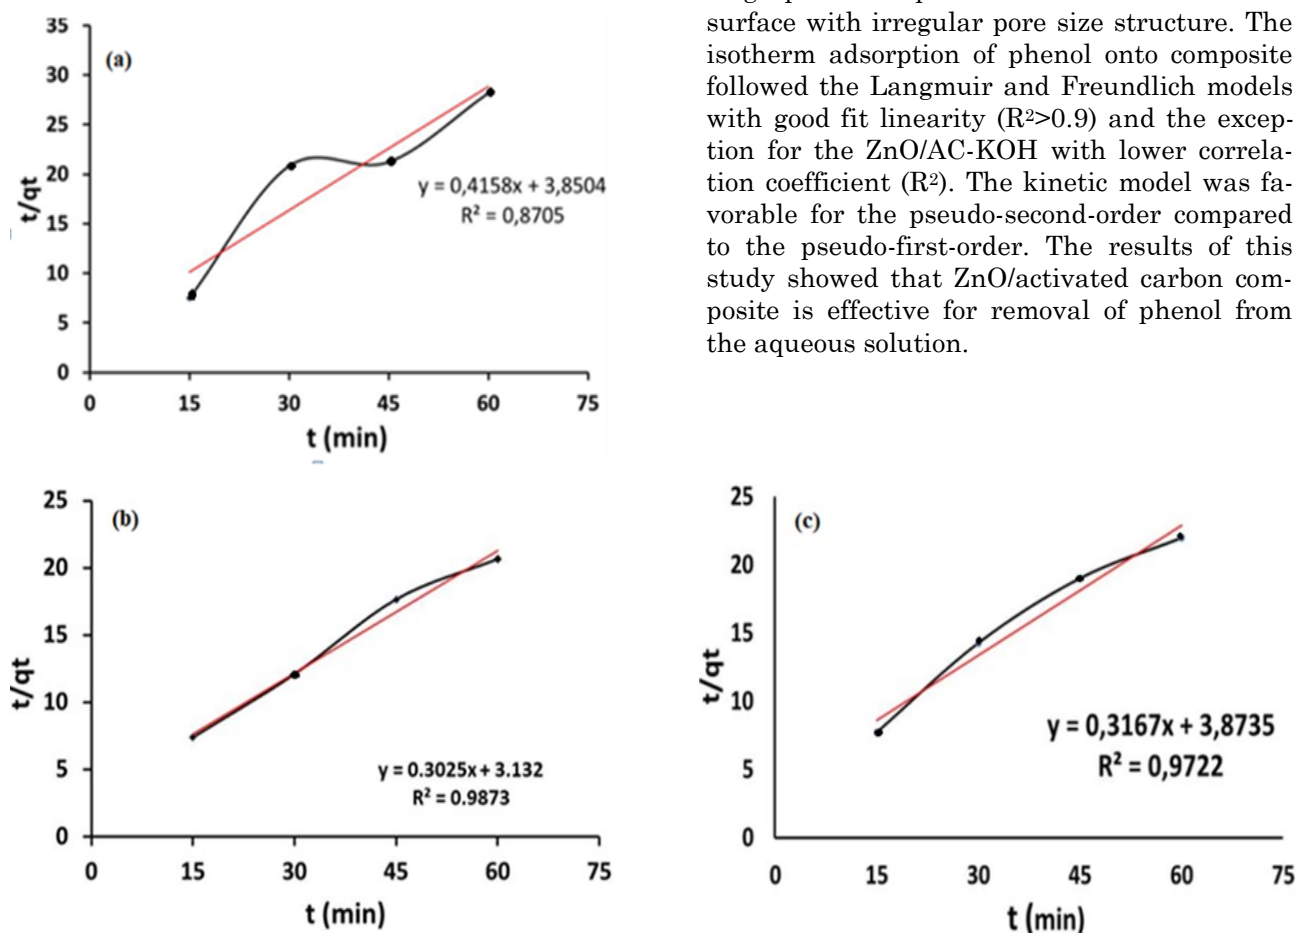 surface with irregular pore size structure. The
isotherm adsorption of phenol onto composite
followed the Langmuir and Freundlich models
with good fit linearity (R²>0.9) and the excep-
tion for the ZnO/AC-KOH with lower correla-
tion coefficient (R²). The kinetic model was fa-
vorable for the pseudo-second-order compared
to the pseudo-first-order. The results of this
study showed that ZnO/activated carbon com-
posite is effective for removal of phenol from
the aqueous solution.
(a)
35
30
25
20
15
10
5
0
t/qt
y = 0,4158x + 3,8504
R² = 0,8705
0 15 30 45 60 75
t (min)
(b)
25
20
15
10
5
0
t/qt
y = 0.3025x + 3.132
R² = 0.9873
0 15 30 45 60 75
t (min)
(c)
25
20
15
10
5
0
t/qt
y = 0,3167x + 3,8735
R² = 0,9722
0 15 30 45 60 75
t (min)